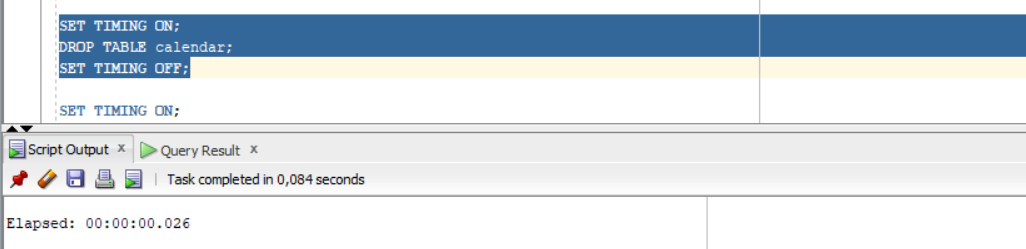 SET TIMING ON;
DROP TABLE calendar;
SET TIMING OFF;
SET TIMING ON;
Script Output x
Query Result x
Task completed in 0,084 seconds
Elapsed: 00:00:00.026